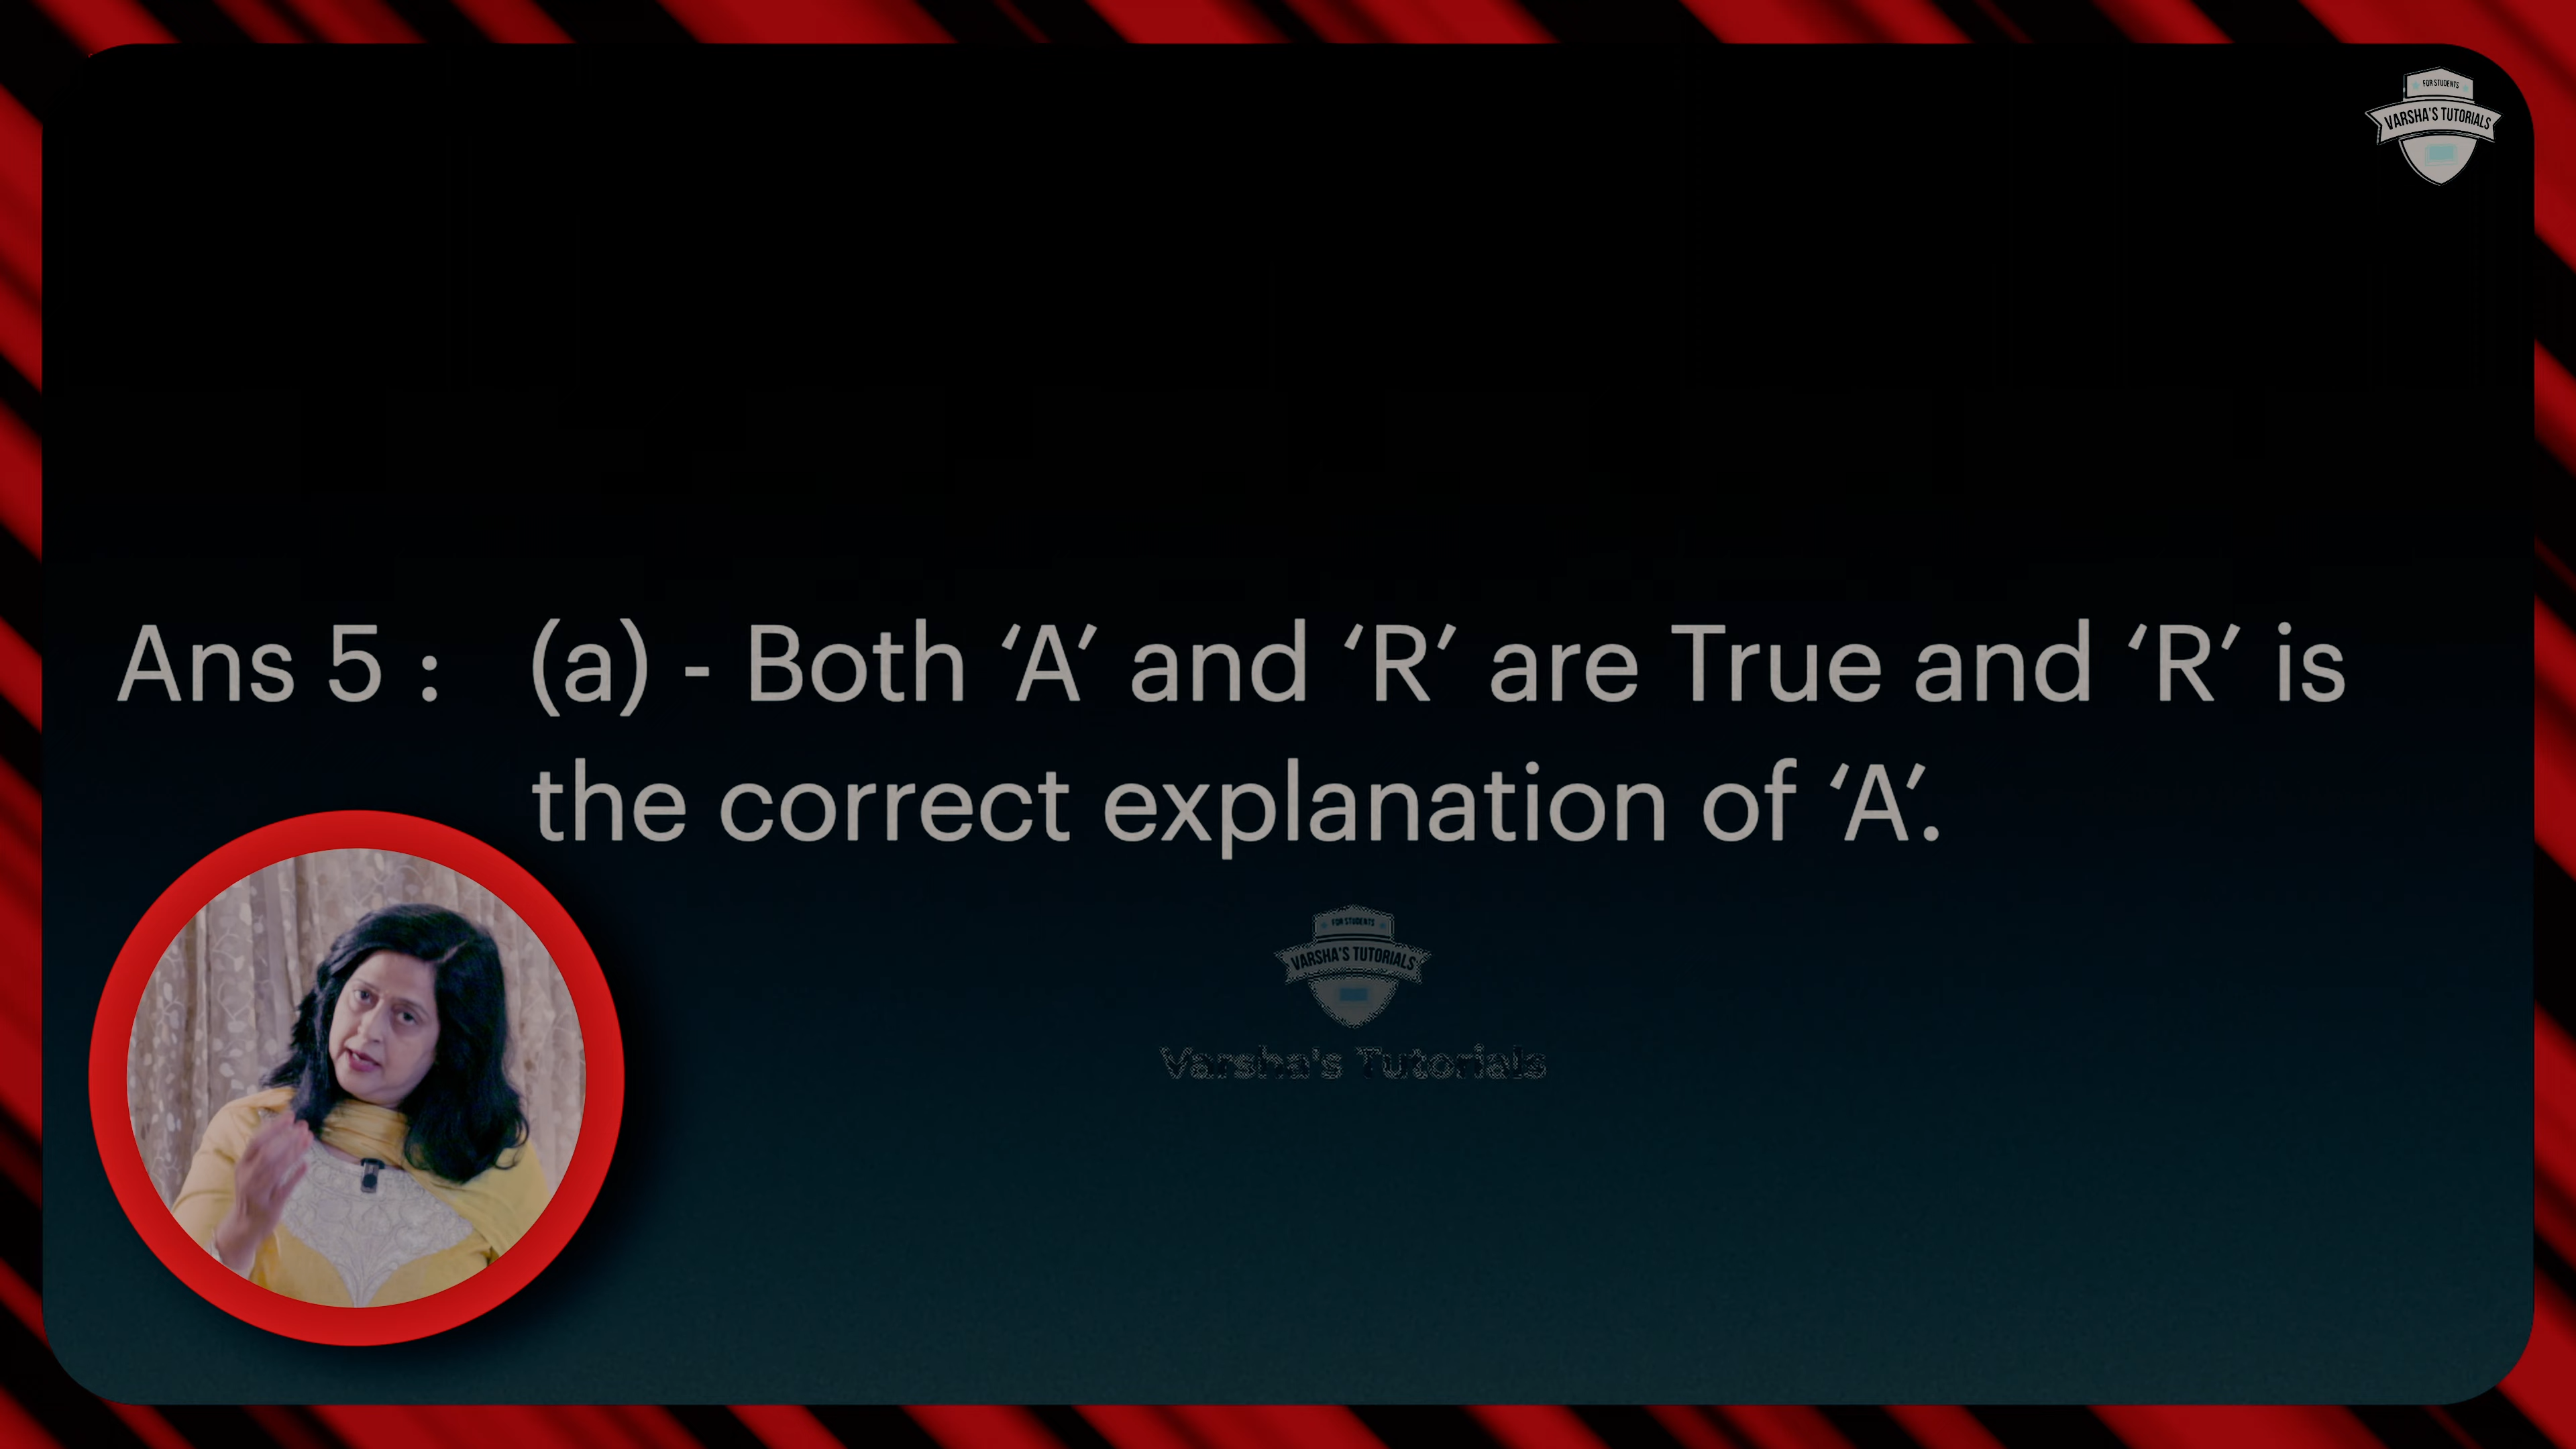 FOR STUDENTS
VARSHA'S TUTORIALS
Ans 5 : (a) - Both ‘A’ and ‘R’ are True and ‘R’ is
the correct explanation of ‘A’.
FOR STUDENTS
VARSHA'S TUTORIALS
Varsha's Tutorials